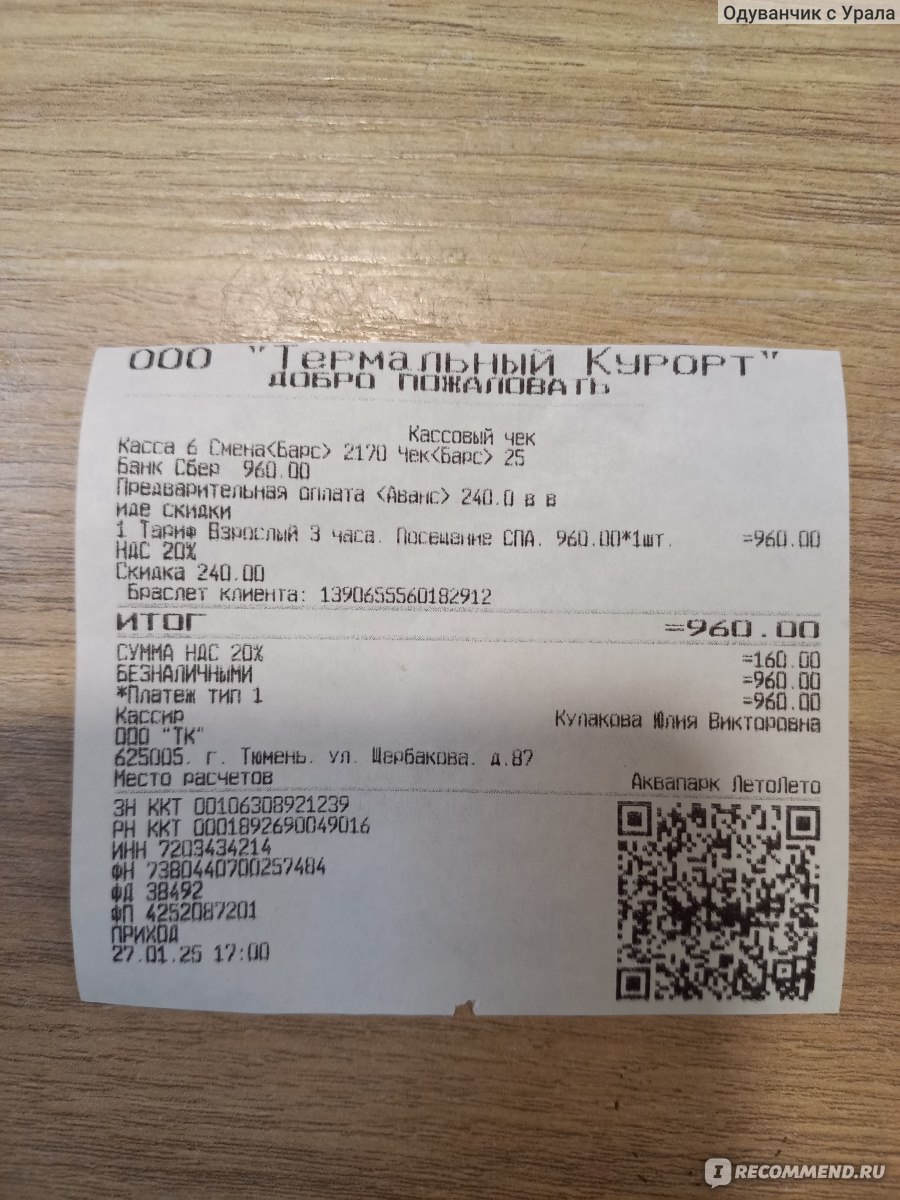 Одуванчик с Урала
ООО "Термальный Курорт"
ДОБРО ПОЖАЛОВАТЬ
Кассовый чек
Касса 6 Смена<Барс> 2170 Чек<Барс> 25
Банк Сбер 960.00
Предварительная оплата <Аванс> 240.0 в в
иде скидки
1 Тариф Взрослый 3 часа. Посещение СПА. 960.00*1шт. =960.00
НДС 20%
Скидка 240.00
Браслет клиента: 1390655560182912
ИТОГ =960.00
СУММА НДС 20% =160.00
БЕЗНАЛИЧНЫМИ =960.00
*Платеж тип 1 =960.00
Кассир Кулакова Юлия Викторовна
ООО "ТК"
625005. г. Тюмень. ул. Щербакова. д.87
Место расчетов Аквапарк ЛетоЛето
ЗН ККТ 00106308921239
РН ККТ 0001892690049016
ИНН 7203434214
ФН 7380440700257484
ФД 38492
ФП 4252087201
ПРИХОД
27.01.25 17:00
IRECOMMEND.RU